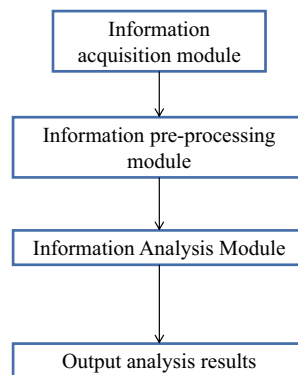 Information
acquisition module
Information pre-processing
module
Information Analysis Module
Output analysis results